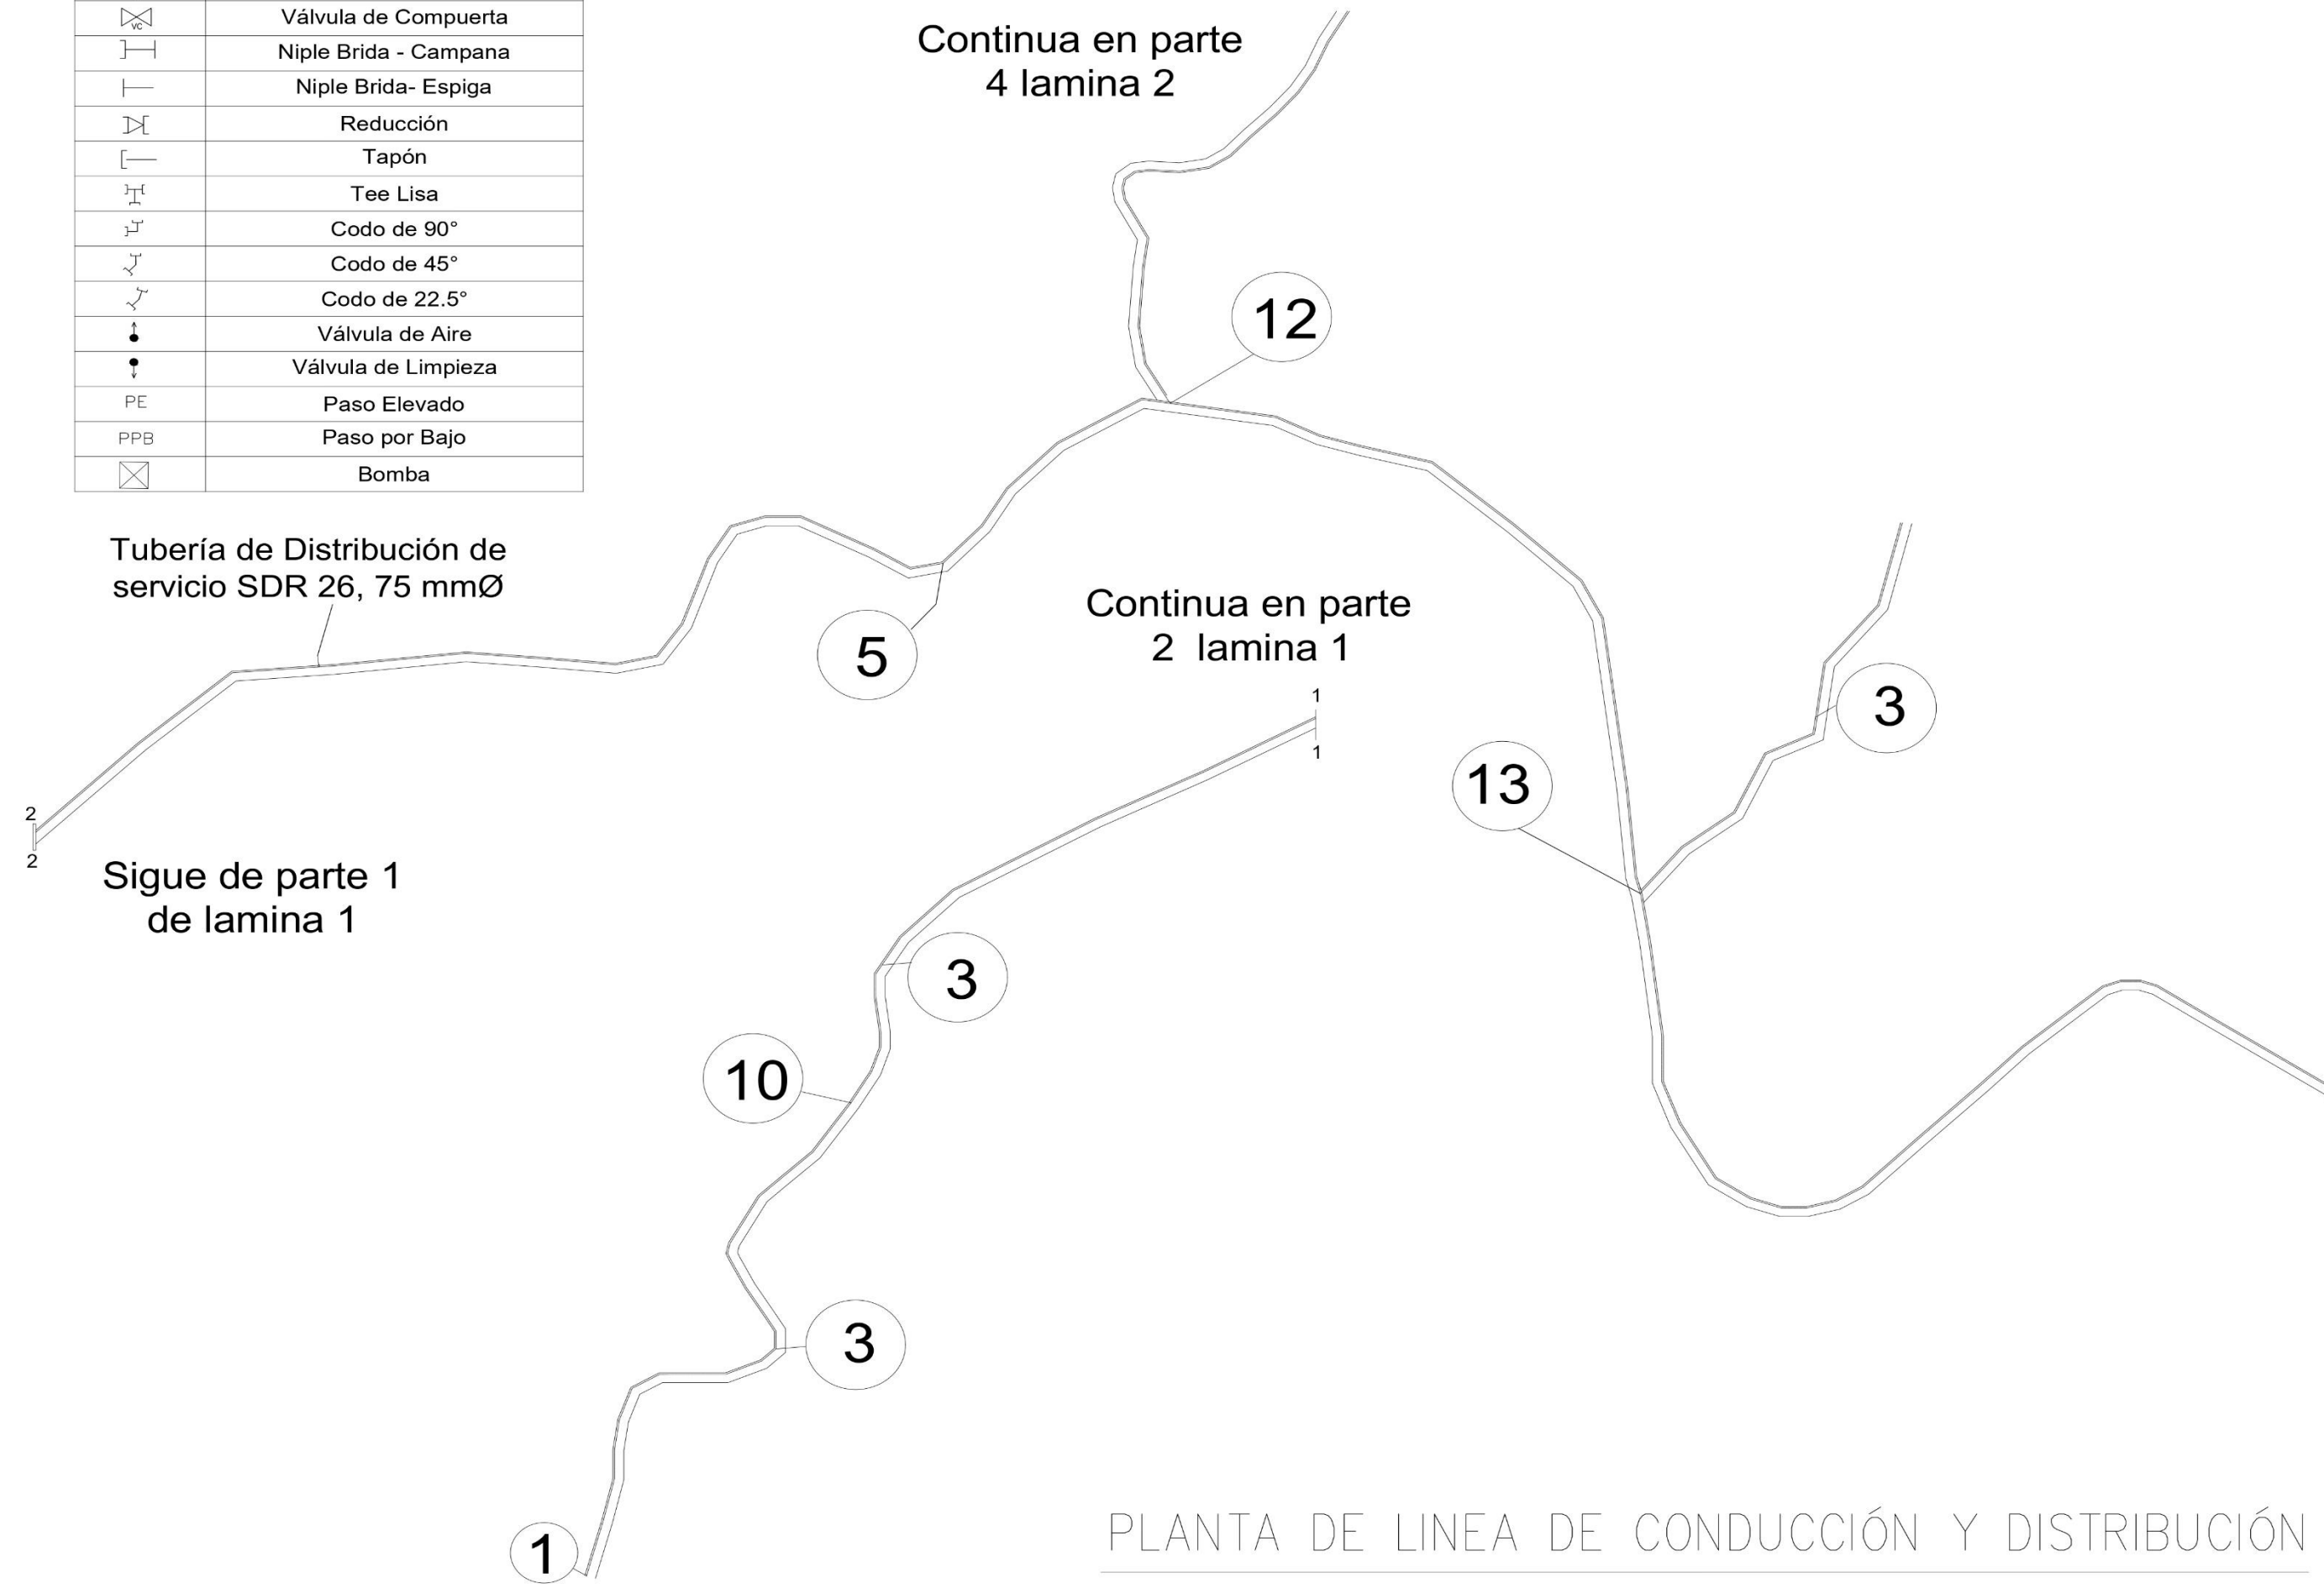 VC
Válvula de Compuerta
Niple Brida - Campana
Niple Brida- Espiga
Reducción
Tapón
Tee Lisa
Codo de 90°
Codo de 45°
Codo de 22.5°
Válvula de Aire
Válvula de Limpieza
PE Paso Elevado
PPB Paso por Bajo
Bomba
Continua en parte
4 lamina 2
12
Tubería de Distribución de
servicio SDR 26, 75 mmØ
5
Continua en parte
2 lamina 1
1
1
3
13
2
2
Sigue de parte 1
de lamina 1
3
10
3
1
PLANTA DE LINEA DE CONDUCCIÓN Y DISTRIBUCIÓN